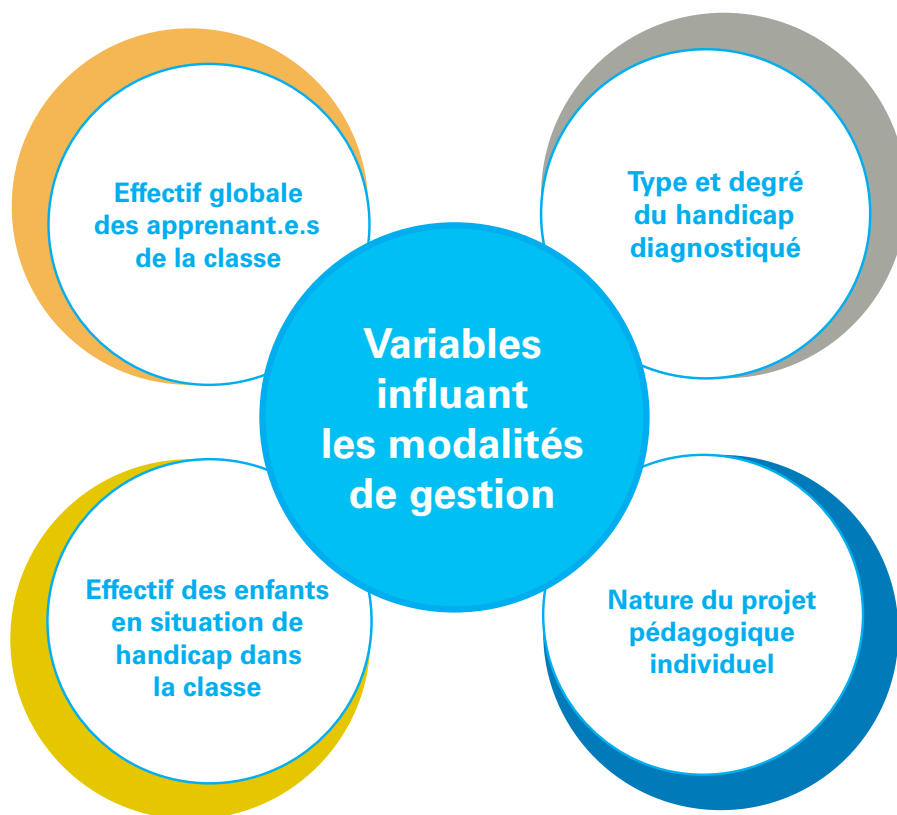 Effectif globale
des apprenant.e.s
de la classe
Type et degré
du handicap
diagnostiqué
Variables
influant
les modalités
de gestion
Effectif des enfants
en situation de
handicap dans
la classe
Nature du projet
pédagogique
individuel